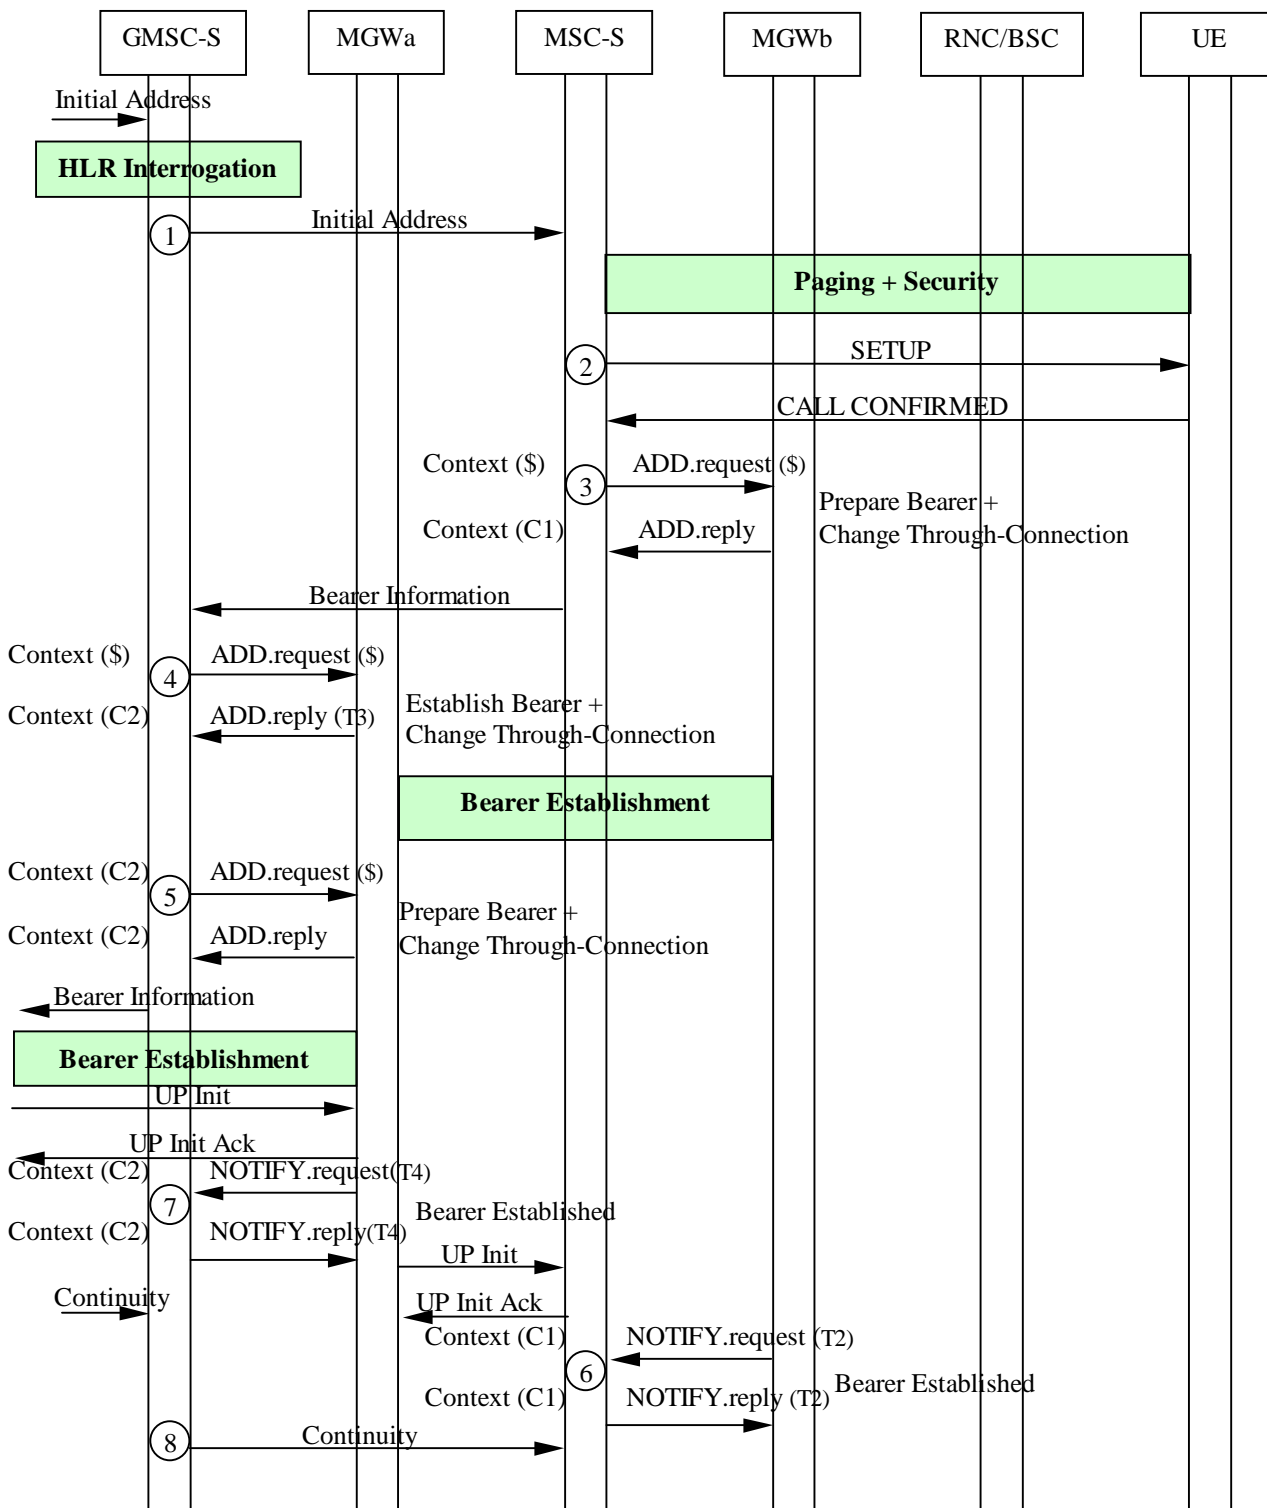 GMSC-S MGWa MSC-S MGWb RNC/BSC UE
Initial Address
HLR Interrogation
1 Initial Address
Paging + Security
2 SETUP
CALL CONFIRMED
Context ($) 3 ADD.request ($)
Prepare Bearer +
Change Through-Connection
Context (C1) ADD.reply
Bearer Information
Context ($) 4 ADD.request ($)
Context (C2) ADD.reply (T3)
Establish Bearer +
Change Through-Connection
Bearer Establishment
Context (C2) 5 ADD.request ($)
Prepare Bearer +
Change Through-Connection
Context (C2) ADD.reply
Bearer Information
Bearer Establishment
UP Init
UP Init Ack
Context (C2) 7 NOTIFY.request(T4)
Bearer Established
Context (C2) NOTIFY.reply(T4)
UP Init
Continuity
UP Init Ack
Context (C1) 6 NOTIFY.request (T2)
Bearer Established
Context (C1) NOTIFY.reply (T2)
8 Continuity